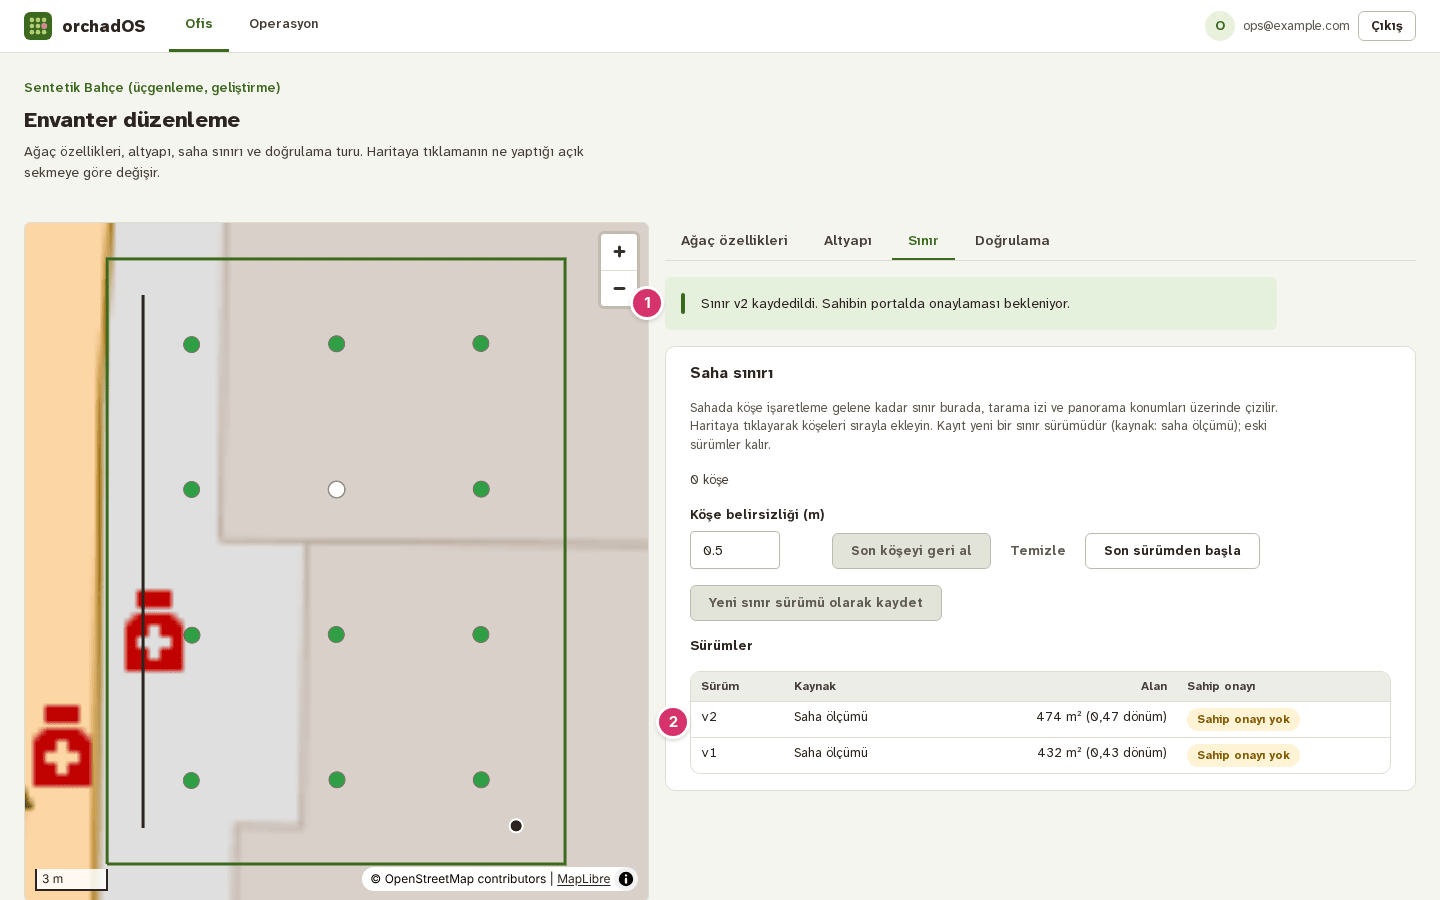 orchadOS
Ofis
Operasyon
O
ops@example.com
Çıkış
Sentetik Bahçe (üçgenleme, geliştirme)
Envanter düzenleme
Ağaç özellikleri, altyapı, saha sınırı ve doğrulama turu. Haritaya tıklamanın ne yaptığı açık
sekmeye göre değişir.
+
−
3 m
© OpenStreetMap contributors | MapLibre
Ağaç özellikleri
Altyapı
Sınır
Doğrulama
1
Sınır v2 kaydedildi. Sahibin portalda onaylaması bekleniyor.
Saha sınırı
Sahada köşe işaretleme gelene kadar sınır burada, tarama izi ve panorama konumları üzerinde çizilir.
Haritaya tıklayarak köşeleri sırayla ekleyin. Kayıt yeni bir sınır sürümüdür (kaynak: saha ölçümü); eski
sürümler kalır.
0 köşe
Köşe belirsizliği (m)
0.5
Son köşeyi geri al
Temizle
Son sürümden başla
Yeni sınır sürümü olarak kaydet
Sürümler
Sürüm Kaynak Alan Sahip onayı
2
v2 Saha ölçümü 474 m² (0,47 dönüm) Sahip onayı yok
v1 Saha ölçümü 432 m² (0,43 dönüm) Sahip onayı yok